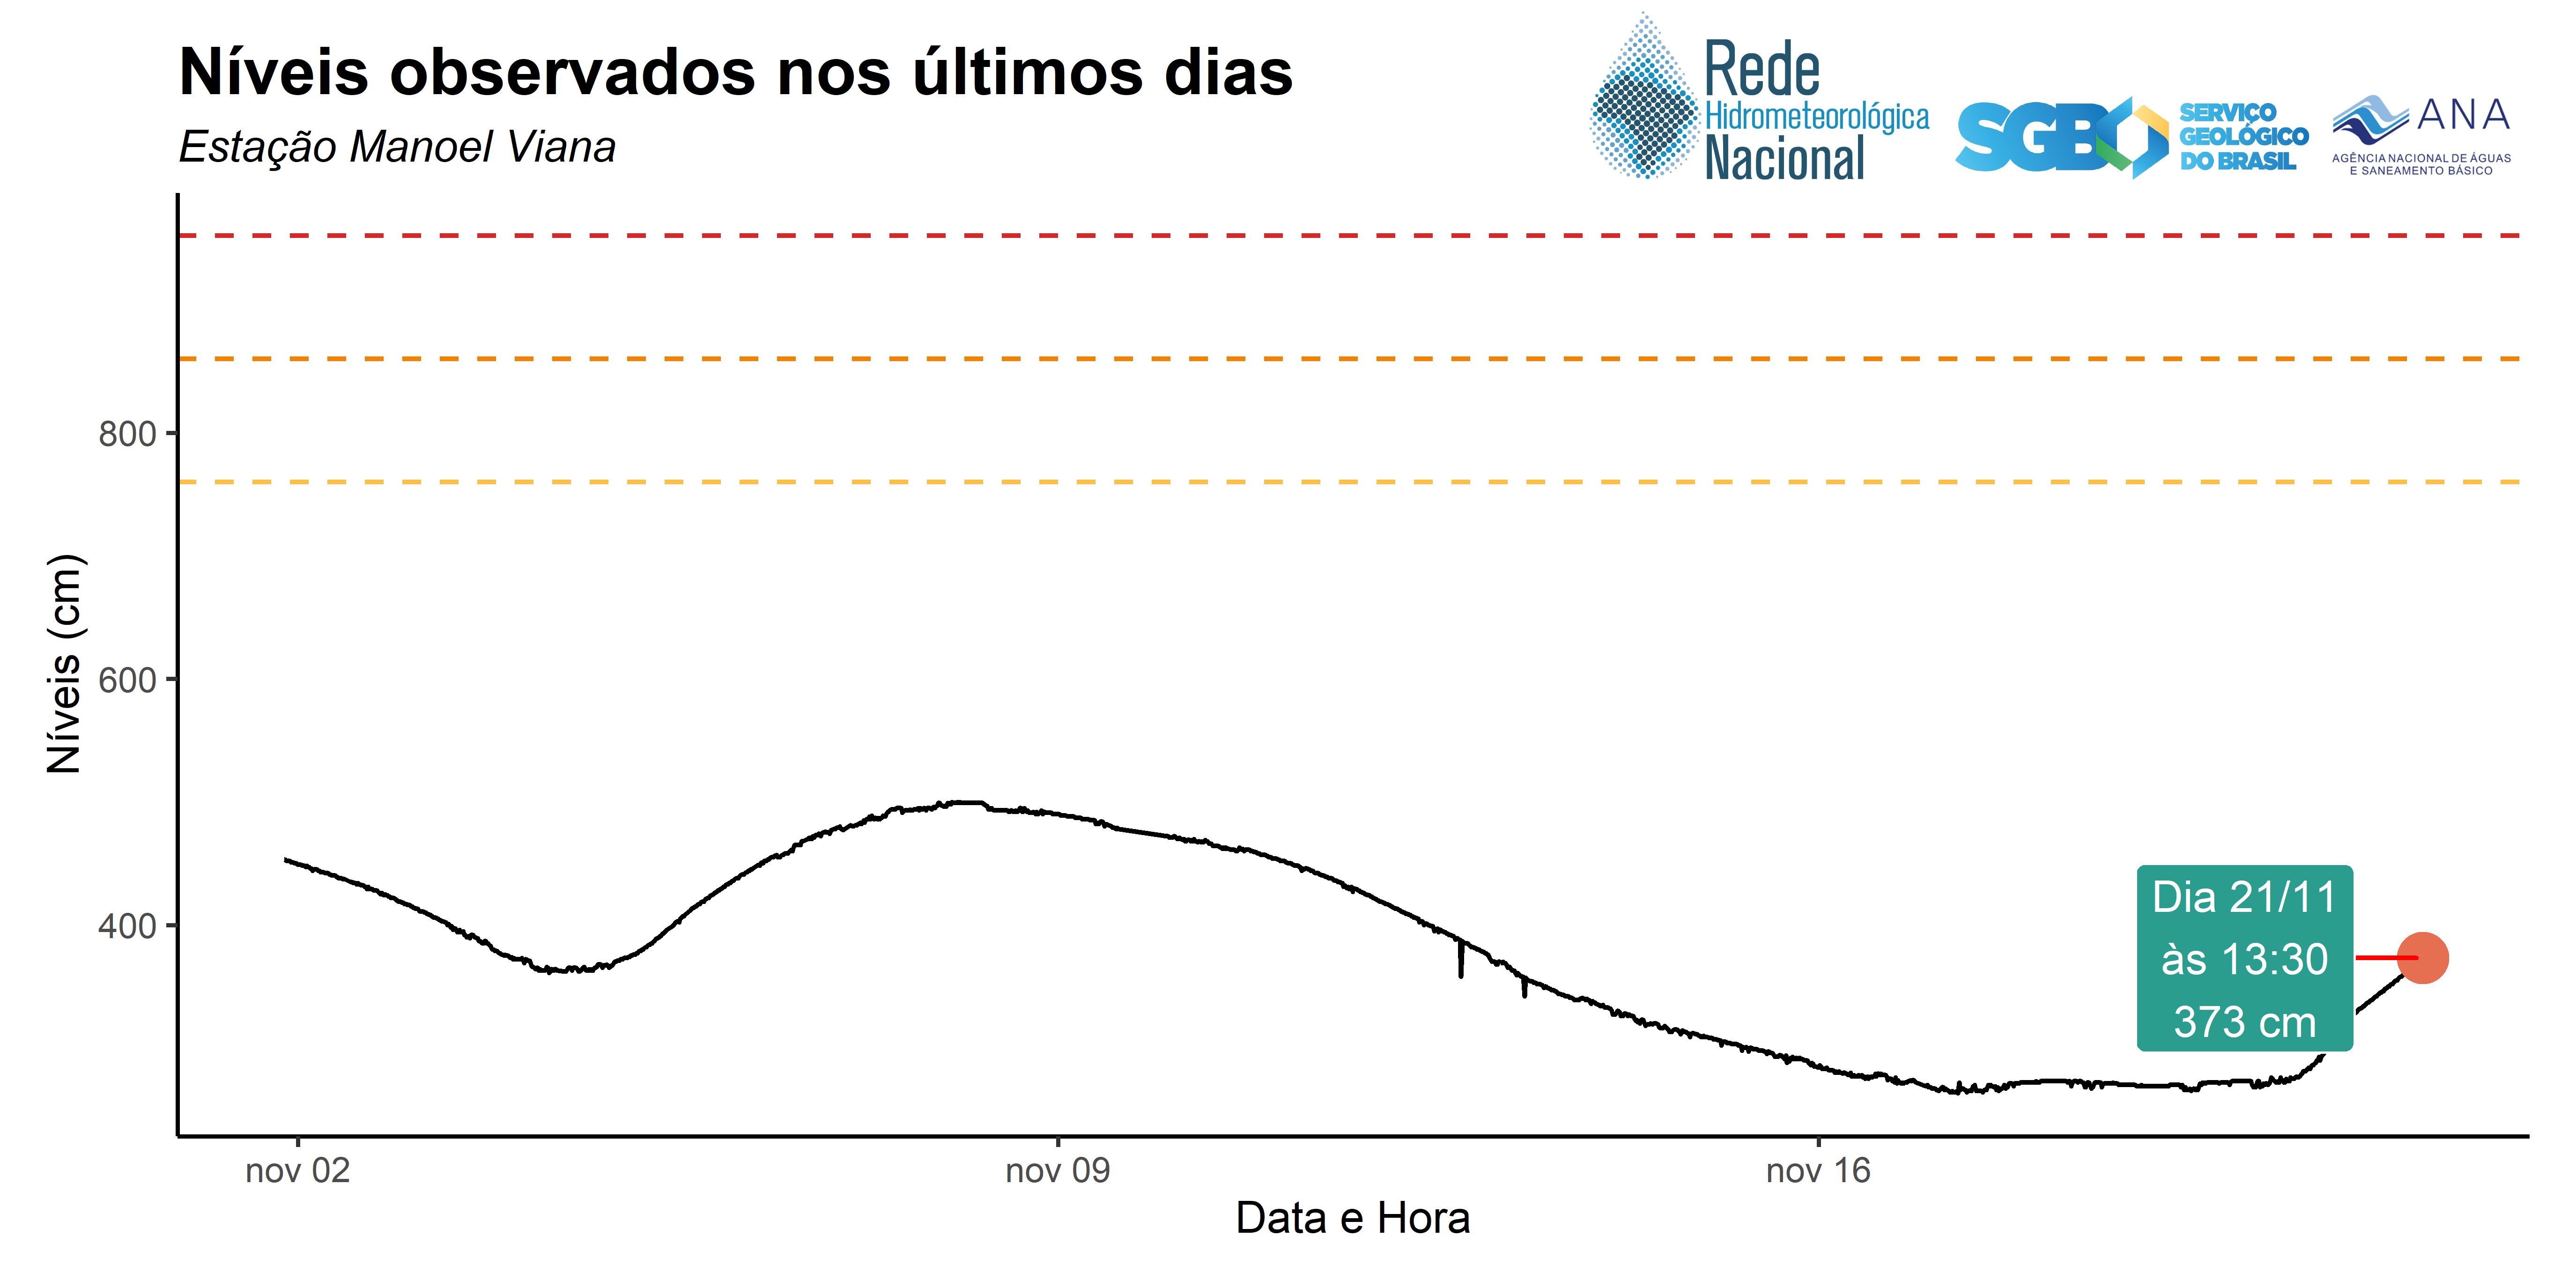 Níveis observados nos últimos dias
Estação Manoel Viana
Rede
Hidrometeorológica
Nacional
SGB
SERVIÇO
GEOLÓGICO
DO BRASIL
ANA
AGÊNCIA NACIONAL DE ÁGUAS
E SANEAMENTO BÁSICO
Níveis (cm)
800
600
400
Dia 21/11
às 13:30
373 cm
nov 02
nov 09
nov 16
Data e Hora